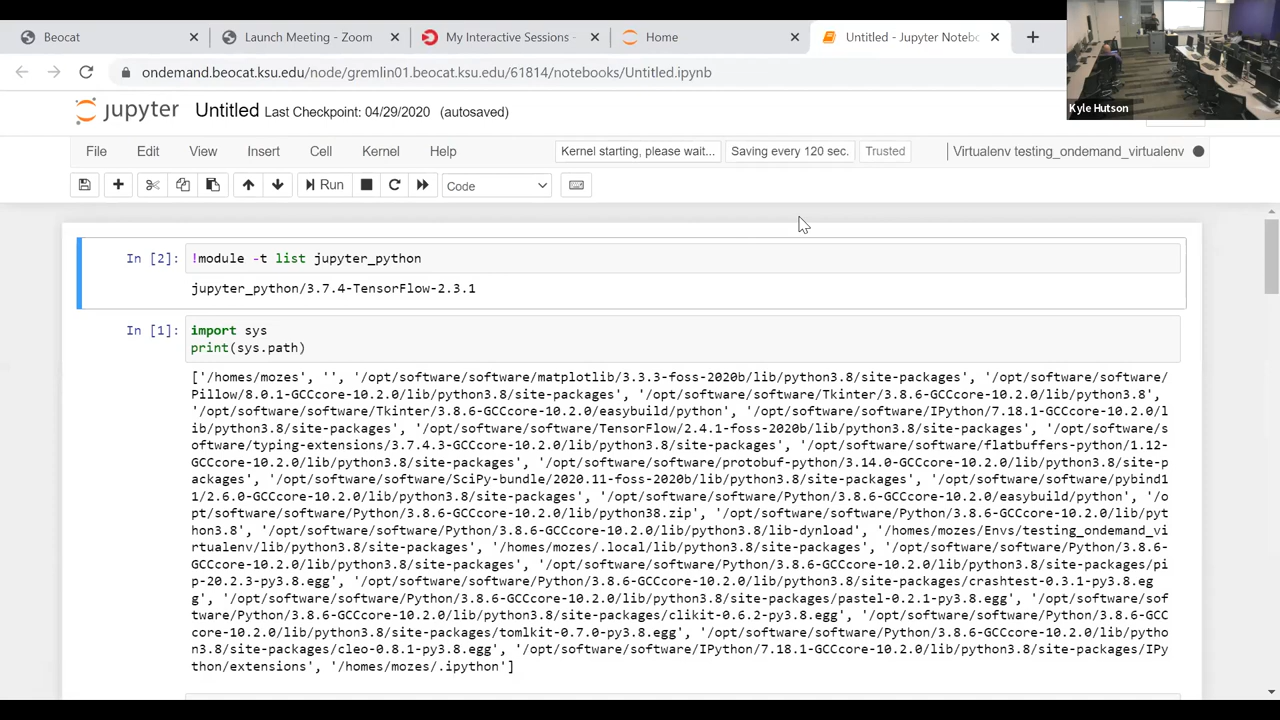 Beocat
Launch Meeting - Zoom
My Interactive Sessions -
Home
Untitled - Jupyter Notebo
ondemand.beocat.ksu.edu/node/gremlin01.beocat.ksu.edu/61814/notebooks/Untitled.ipynb
Kyle Hutson
jupyter Untitled Last Checkpoint: 04/29/2020 (autosaved)
File Edit View Insert Cell Kernel Help Kernel starting, please wait... Saving every 120 sec. Trusted Virtualenv testing_ondemand_virtualenv
Run Code
In [2]: !module -t list jupyter_python
jupyter_python/3.7.4-TensorFlow-2.3.1
In [1]: import sys
print(sys.path)
['/homes/mozes', '', '/opt/software/software/matplotlib/3.3.3-foss-2020b/lib/python3.8/site-packages', '/opt/software/software/
Pillow/8.0.1-GCCcore-10.2.0/lib/python3.8/site-packages', '/opt/software/software/Tkinter/3.8.6-GCCcore-10.2.0/lib/python3.8',
'/opt/software/software/Tkinter/3.8.6-GCCcore-10.2.0/easybuild/python', '/opt/software/software/IPython/7.18.1-GCCcore-10.2.0/l
ib/python3.8/site-packages', '/opt/software/software/TensorFlow/2.4.1-foss-2020b/lib/python3.8/site-packages', '/opt/software/s
oftware/typing-extensions/3.7.4.3-GCCcore-10.2.0/lib/python3.8/site-packages', '/opt/software/software/flatbuffers-python/1.12-
GCCcore-10.2.0/lib/python3.8/site-packages', '/opt/software/software/protobuf-python/3.14.0-GCCcore-10.2.0/lib/python3.8/site-p
ackages', '/opt/software/software/SciPy-bundle/2020.11-foss-2020b/lib/python3.8/site-packages', '/opt/software/software/pybind1
1/2.6.0-GCCcore-10.2.0/lib/python3.8/site-packages', '/opt/software/software/Python/3.8.6-GCCcore-10.2.0/easybuild/python', '/o
pt/software/software/Python/3.8.6-GCCcore-10.2.0/lib/python38.zip', '/opt/software/software/Python/3.8.6-GCCcore-10.2.0/lib/pyt
hon3.8', '/opt/software/software/Python/3.8.6-GCCcore-10.2.0/lib/python3.8/lib-dynload', '/homes/mozes/Envs/testing_ondemand_vi
rtualenv/lib/python3.8/site-packages', '/homes/mozes/.local/lib/python3.8/site-packages', '/opt/software/software/Python/3.8.6-
GCCcore-10.2.0/lib/python3.8/site-packages', '/opt/software/software/Python/3.8.6-GCCcore-10.2.0/lib/python3.8/site-packages/pi
p-20.2.3-py3.8.egg', '/opt/software/software/Python/3.8.6-GCCcore-10.2.0/lib/python3.8/site-packages/crashtest-0.3.1-py3.8.eg
g', '/opt/software/software/Python/3.8.6-GCCcore-10.2.0/lib/python3.8/site-packages/pastel-0.2.1-py3.8.egg', '/opt/software/sof
tware/Python/3.8.6-GCCcore-10.2.0/lib/python3.8/site-packages/clikit-0.6.2-py3.8.egg', '/opt/software/software/Python/3.8.6-GCC
core-10.2.0/lib/python3.8/site-packages/tomlkit-0.7.0-py3.8.egg', '/opt/software/software/Python/3.8.6-GCCcore-10.2.0/lib/pytho
n3.8/site-packages/cleo-0.8.1-py3.8.egg', '/opt/software/software/IPython/7.18.1-GCCcore-10.2.0/lib/python3.8/site-packages/IPy
thon/extensions', '/homes/mozes/.ipython']